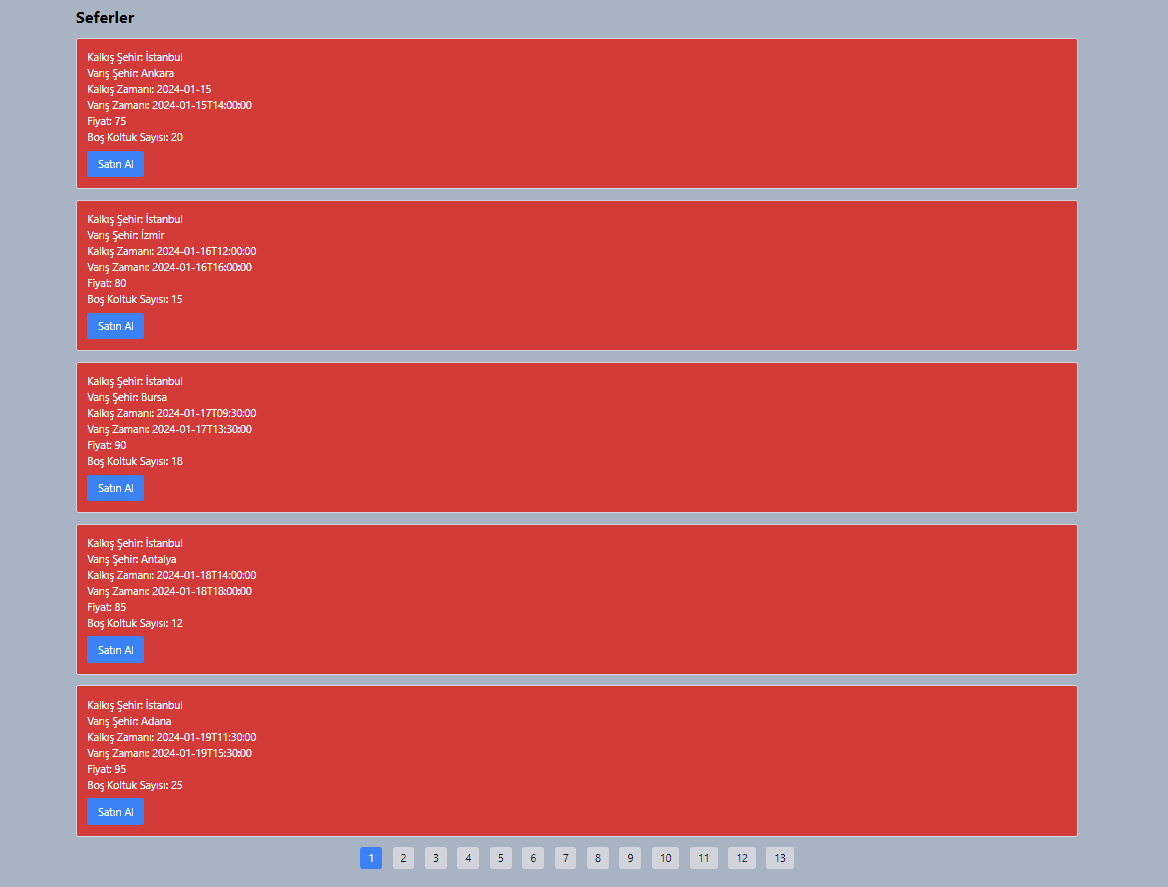 Seferler
Kalkış Şehir: İstanbul
Varış Şehir: Ankara
Kalkış Zamanı: 2024-01-15
Varış Zamanı: 2024-01-15T14:00:00
Fiyat: 75
Boş Koltuk Sayısı: 20
Satın Al
Kalkış Şehir: İstanbul
Varış Şehir: İzmir
Kalkış Zamanı: 2024-01-16T12:00:00
Varış Zamanı: 2024-01-16T16:00:00
Fiyat: 80
Boş Koltuk Sayısı: 15
Satın Al
Kalkış Şehir: İstanbul
Varış Şehir: Bursa
Kalkış Zamanı: 2024-01-17T09:30:00
Varış Zamanı: 2024-01-17T13:30:00
Fiyat: 90
Boş Koltuk Sayısı: 18
Satın Al
Kalkış Şehir: İstanbul
Varış Şehir: Antalya
Kalkış Zamanı: 2024-01-18T14:00:00
Varış Zamanı: 2024-01-18T18:00:00
Fiyat: 85
Boş Koltuk Sayısı: 12
Satın Al
Kalkış Şehir: İstanbul
Varış Şehir: Adana
Kalkış Zamanı: 2024-01-19T11:30:00
Varış Zamanı: 2024-01-19T15:30:00
Fiyat: 95
Boş Koltuk Sayısı: 25
Satın Al
1 2 3 4 5 6 7 8 9 10 11 12 13